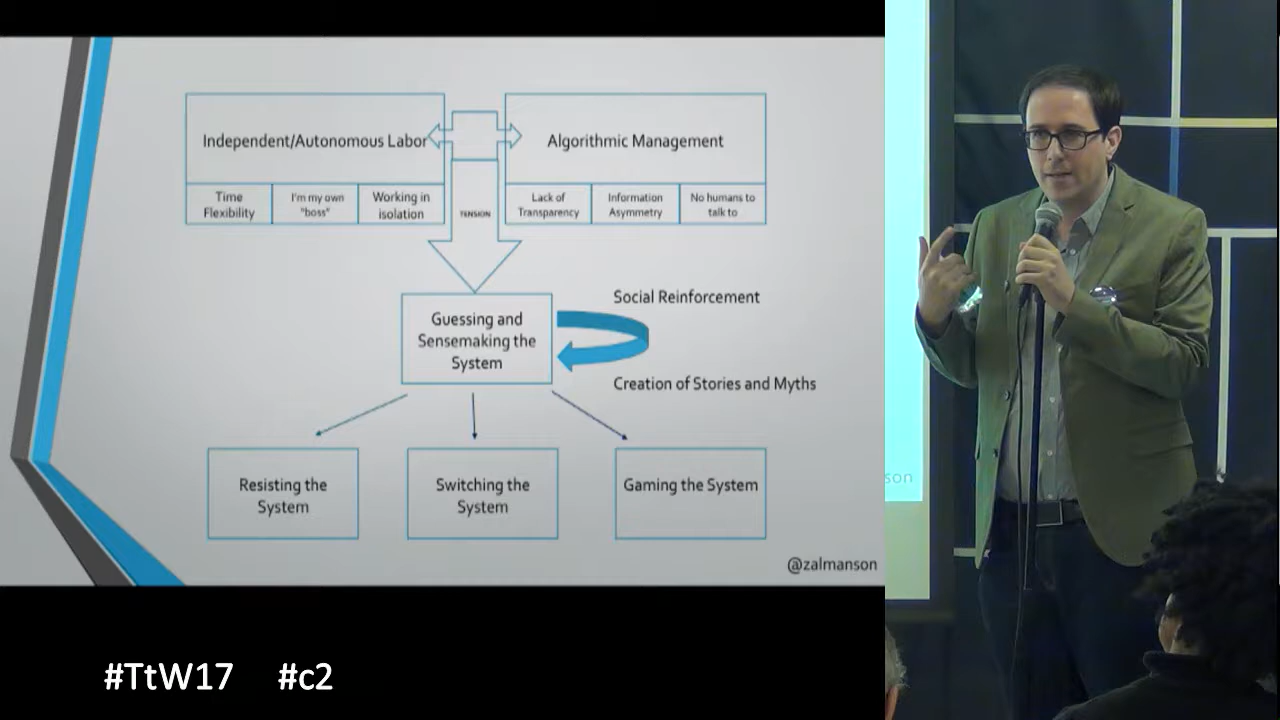 Independent/Autonomous Labor
Algorithmic Management
Time
Flexibility
I'm my own
"boss"
Working in
isolation
TENSION
Lack of
Transparency
Information
Asymmetry
No humans to
talk to
Guessing and
Sensemaking the
System
Social Reinforcement
Creation of Stories and Myths
Resisting the
System
Switching the
System
Gaming the System
@zalmanson
son
#TtW17 #c2